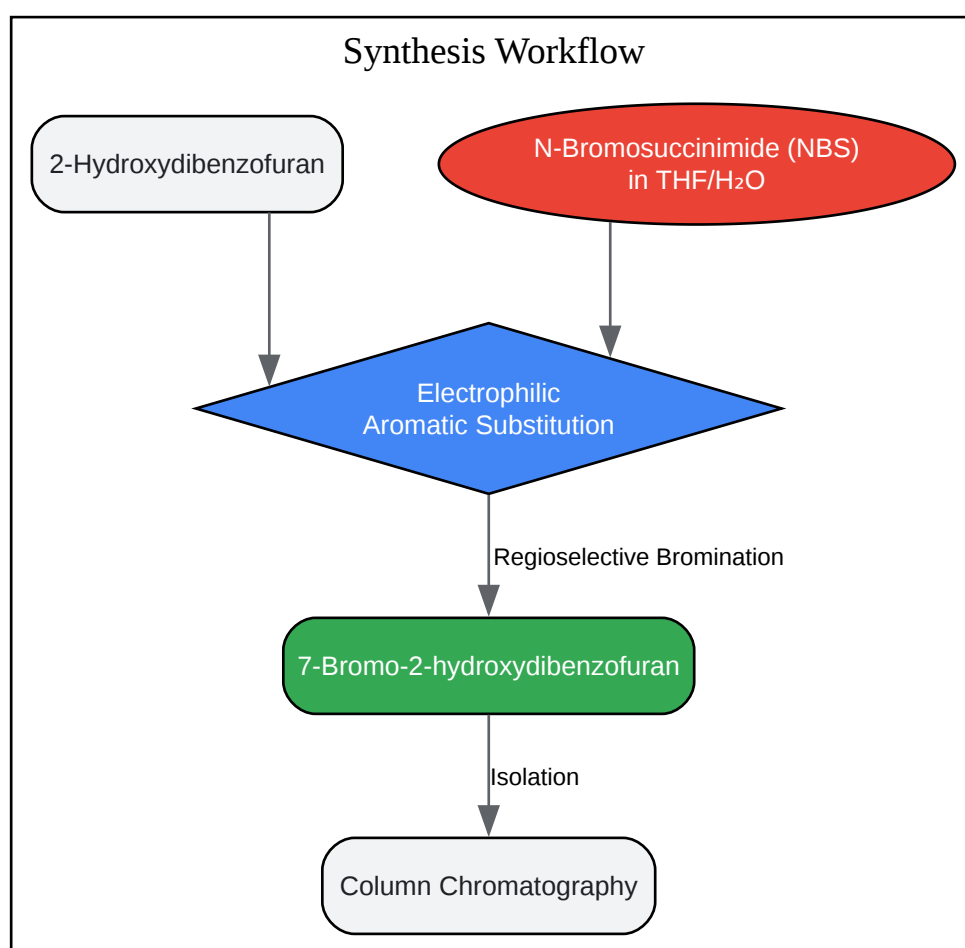 Synthesis Workflow
2-Hydroxydibenzofuran
N-Bromosuccinimide (NBS)
in THF/H₂O
Electrophilic
Aromatic Substitution
Regioselective Bromination
7-Bromo-2-hydroxydibenzofuran
Isolation
Column Chromatography